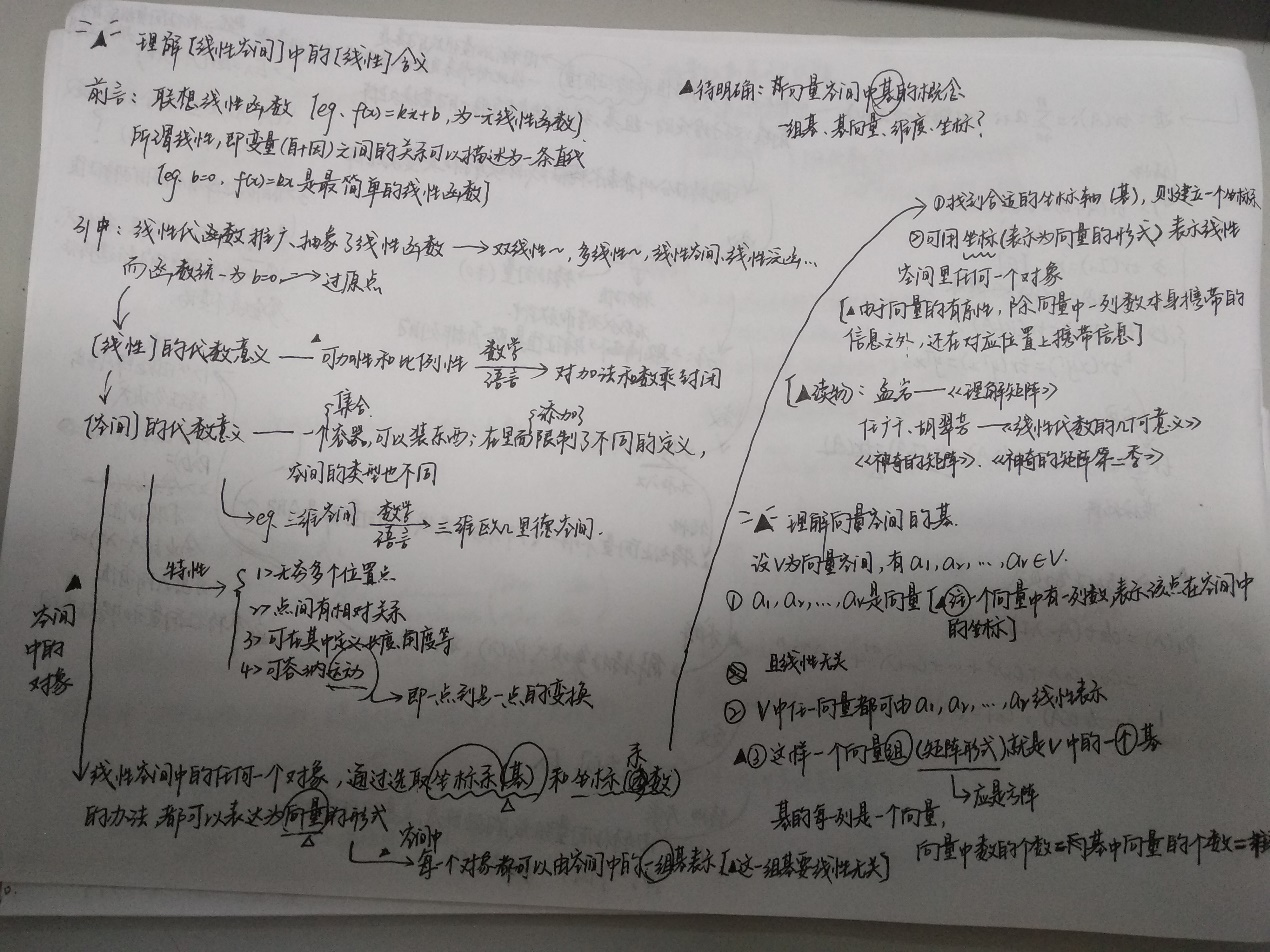 理解[线性空间]中的[线性]含义
前言：联想线性函数 [eg. f(x)=kx+b,为一元线性函数]
所谓线性,即变量(自+因)之间的关系可以描述为一条直线
[eg. b=0, f(x)=kx是最简单的线性函数]
引申：线性代函数推广、抽象了线性函数→双线性~,多线性~,线性空间、线性泛函...
而函数统一为b=0,→过原点
[线性]的代数意义——▲可加性和比例性 数学语言→对加法和数乘封闭
集合 添加了
[空间]的代数意义——一个容器,可以装东西;在里面限制了不同的定义,
空间的类型也不同
eg. 三维空间 数学语言→三维欧几里德空间.
特性→
1>无穷多个位置点
2>点间有相对关系
3>可在其中定义长度、角度等
4>可容纳运动
→即一点到另一点的变换
▲空间中的对象
线性空间中的任何一个对象,通过选取坐标系(基)和坐标(系数)
的办法,都可以表达为向量的形式
▲空间中
每一个对象都可以由空间中的一组基表示[▲这一组基要线性无关]
▲待明确：向量空间中基的概念
一组基、基向量、维度、坐标?
①找到合适的坐标轴(基),则建立一个坐标系
②可用坐标(表示为向量的形式)表示线性
空间里任何一个对象
[▲由于向量的有序性,除向量中一列数本身携带的
信息之外,还在对应位置上携带信息]
[▲读物：孟岩——《理解矩阵》
任广千、胡翠芳——《线性代数的几何意义》
《神奇的矩阵》.《神奇的矩阵第二季》
▲理解向量空间的基.
设V为向量空间,有a1,a2,…,ar∈V.
① a1,a2,…,ar是向量[▲注:一个向量中有一列数,表示该点在空间中
的坐标]
且线性无关
② V中任一向量都可由a1,a2,…,ar线性表示
▲③这样一个向量组(矩阵形式)就是V中的一个基
→应是方阵
基的每列是一个向量,
向量中数的个数=基中向量的个数=